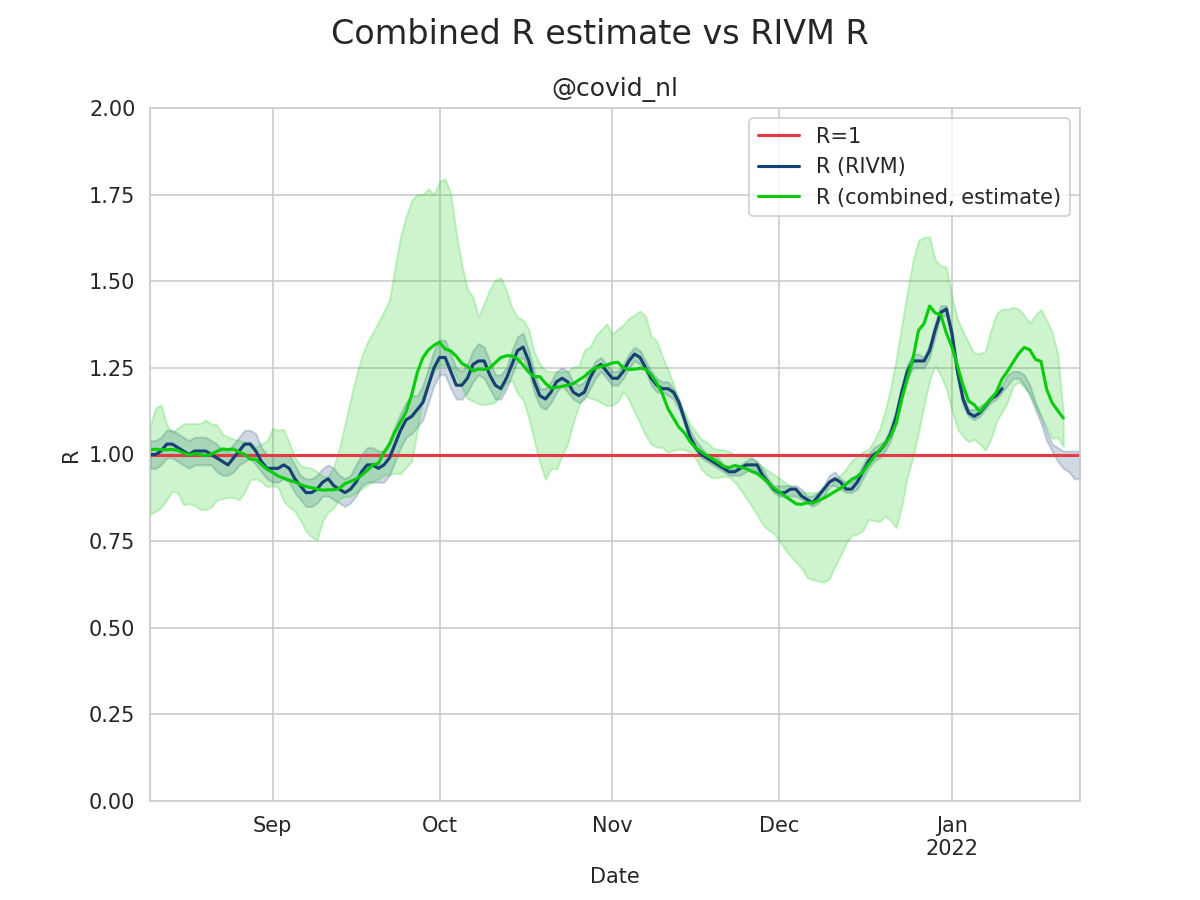 Combined R estimate vs RIVM R
@covid_nl
2.00
1.75
1.50
1.25
1.00
0.75
0.50
0.25
0.00
R
R=1
R (RIVM)
R (combined, estimate)
Sep Oct Nov Dec Jan
2022
Date